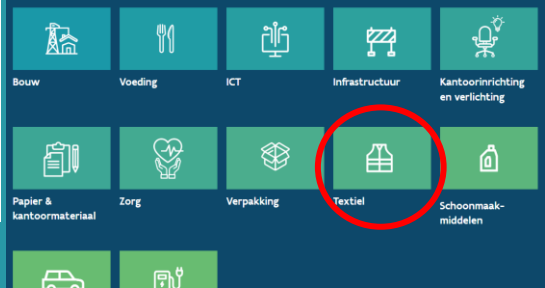 Bouw
Voeding
ICT
Infrastructuur
Kantoorinrichting
en verlichting
Papier &
kantoormateriaal
Zorg
Verpakking
Textiel
Schoonmaak-
middelen